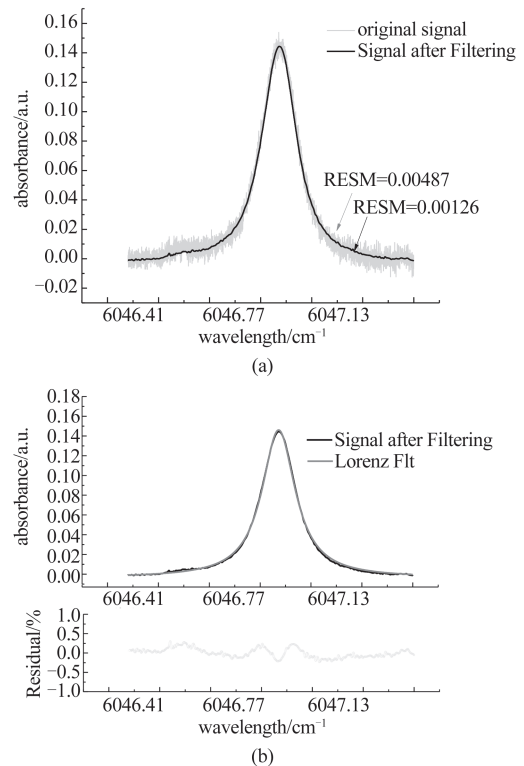 original signal
Signal after Filtering
0.16
0.14
0.12
0.10
0.08
0.06
0.04
0.02
0.00
−0.02
absorbance/a.u.
RESM=0.00487
RESM=0.00126
6046.41 6046.77 6047.13
wavelength/cm⁻¹
(a)
0.18
0.16
0.14
0.12
0.10
0.08
0.06
0.04
0.02
0.00
absorbance/a.u.
Signal after Filtering
Lorenz Flt
6046.41 6046.77 6047.13
1.0
0.5
0.0
−0.5
−1.0
Residual/%
6046.41 6046.77 6047.13
wavelength/cm⁻¹
(b)